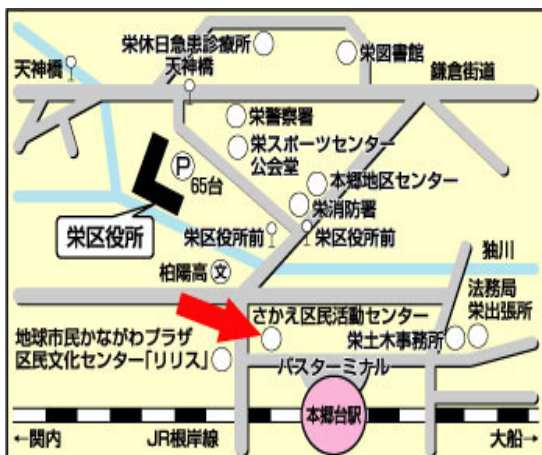 栄休日急患診療所
栄図書館
天神橋
天神橋
鎌倉街道
栄警察署
栄スポーツセンター
公会堂
P
65台
本郷地区センター
栄消防署
栄区役所
栄区役所前
栄区役所前
狆川
柏陽高
文
法務局
栄出張所
さかえ区民活動センター
地球市民かながわプラザ
区民文化センター「リリス」
栄土木事務所
バスターミナル
本郷台駅
←関内
JR根岸線
大船→